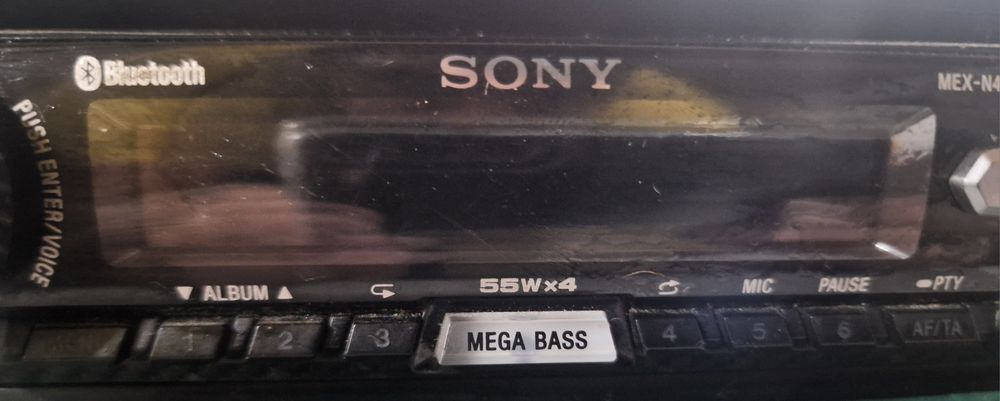 Bluetooth
SONY
MEX-N4
PUSH ENTER/VOICE
▼ ALBUM ▲
55W×4
MIC
PAUSE
PTY
1
2
3
MEGA BASS
4
5
6
AF/TA